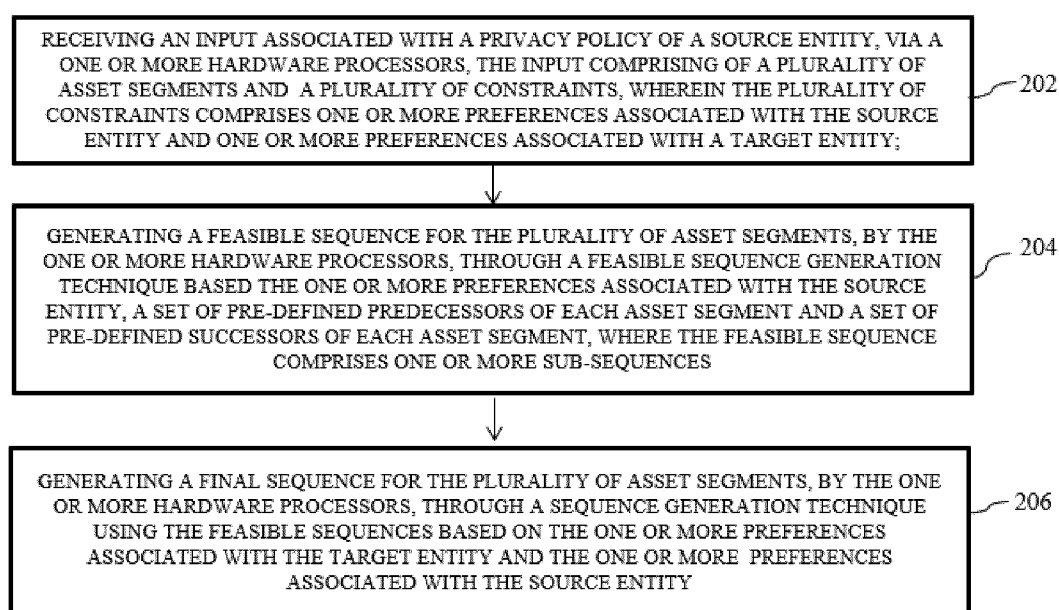 RECEIVING AN INPUT ASSOCIATED WITH A PRIVACY POLICY OF A SOURCE ENTITY, VIA A
ONE OR MORE HARDWARE PROCESSORS, THE INPUT COMPRISING OF A PLURALITY OF
ASSET SEGMENTS AND A PLURALITY OF CONSTRAINTS, WHEREIN THE PLURALITY OF
CONSTRAINTS COMPRISES ONE OR MORE PREFERENCES ASSOCIATED WITH THE SOURCE
ENTITY AND ONE OR MORE PREFERENCES ASSOCIATED WITH A TARGET ENTITY;
202
GENERATING A FEASIBLE SEQUENCE FOR THE PLURALITY OF ASSET SEGMENTS, BY THE
ONE OR MORE HARDWARE PROCESSORS, THROUGH A FEASIBLE SEQUENCE GENERATION
TECHNIQUE BASED THE ONE OR MORE PREFERENCES ASSOCIATED WITH THE SOURCE
ENTITY, A SET OF PRE-DEFINED PREDECESSORS OF EACH ASSET SEGMENT AND A SET OF
PRE-DEFINED SUCCESSORS OF EACH ASSET SEGMENT, WHERE THE FEASIBLE SEQUENCE
COMPRISES ONE OR MORE SUB-SEQUENCES
204
GENERATING A FINAL SEQUENCE FOR THE PLURALITY OF ASSET SEGMENTS, BY THE ONE
OR MORE HARDWARE PROCESSORS, THROUGH A SEQUENCE GENERATION TECHNIQUE
USING THE FEASIBLE SEQUENCES BASED ON THE ONE OR MORE PREFERENCES
ASSOCIATED WITH THE TARGET ENTITY AND THE ONE OR MORE PREFERENCES
ASSOCIATED WITH THE SOURCE ENTITY
206